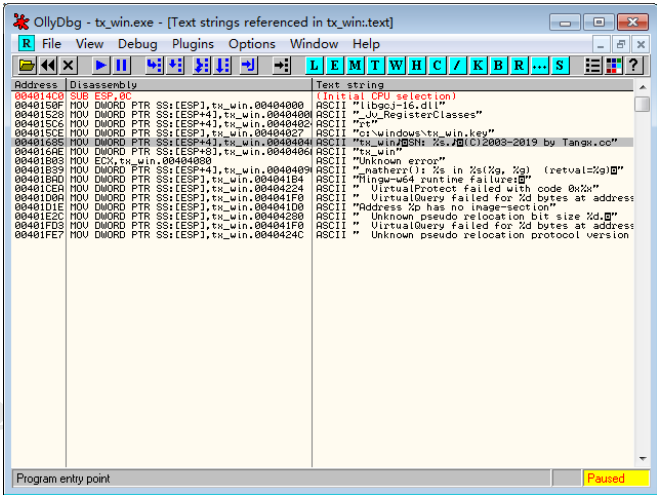 OllyDbg - tx_win.exe - [Text strings referenced in tx_win:.text]
R File View Debug Plugins Options Window Help
L E M T W H C / K B R ... S ?
Address Disassembly Text string
004014C0 SUB ESP,0C (Initial CPU selection)
0040150F MOV DWORD PTR SS:[ESP],tx_win.00404000 ASCII "libgcj-16.dll"
00401528 MOV DWORD PTR SS:[ESP+4],tx_win.0040400 ASCII "_Jv_RegisterClasses"
004015C6 MOV DWORD PTR SS:[ESP+4],tx_win.0040402 ASCII "rt"
004015CE MOV DWORD PTR SS:[ESP],tx_win.00404027 ASCII "c:\windows\tx_win.key"
00401685 MOV DWORD PTR SS:[ESP+4],tx_win.0040404 ASCII "tx_win♪◙SN: %s.♪◙(C)2003-2019 by Tangx.cc"
004016AE MOV DWORD PTR SS:[ESP+8],tx_win.0040406 ASCII "tx_win"
00401B03 MOV ECX,tx_win.00404080 ASCII "Unknown error"
00401B39 MOV DWORD PTR SS:[ESP+4],tx_win.0040409 ASCII "_matherr(): %s in %s(%g, %g) (retval=%g)◙"
00401BAD MOV DWORD PTR SS:[ESP],tx_win.004041B4 ASCII "Mingw-w64 runtime failure:◙"
00401CEA MOV DWORD PTR SS:[ESP],tx_win.00404224 ASCII " VirtualProtect failed with code 0x%x"
00401D0A MOV DWORD PTR SS:[ESP],tx_win.004041F0 ASCII " VirtualQuery failed for %d bytes at address
00401D1E MOV DWORD PTR SS:[ESP],tx_win.004041D0 ASCII "Address %p has no image-section"
00401E2C MOV DWORD PTR SS:[ESP],tx_win.00404280 ASCII " Unknown pseudo relocation bit size %d.◙"
00401FD3 MOV DWORD PTR SS:[ESP],tx_win.004041F0 ASCII " VirtualQuery failed for %d bytes at address
00401FE7 MOV DWORD PTR SS:[ESP],tx_win.0040424C ASCII " Unknown pseudo relocation protocol version
Program entry point Paused